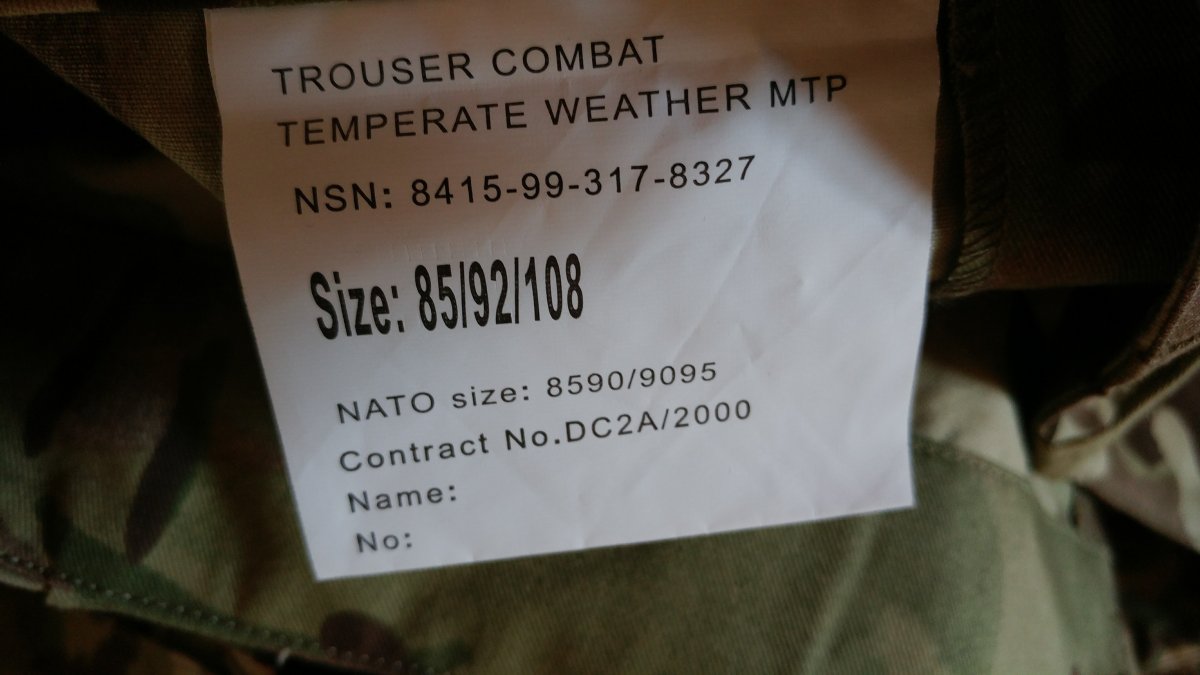 TROUSER COMBAT
TEMPERATE WEATHER MTP
NSN: 8415-99-317-8327
Size: 85/92/108
NATO size: 8590/9095
Contract No.DC2A/2000
Name:
No: